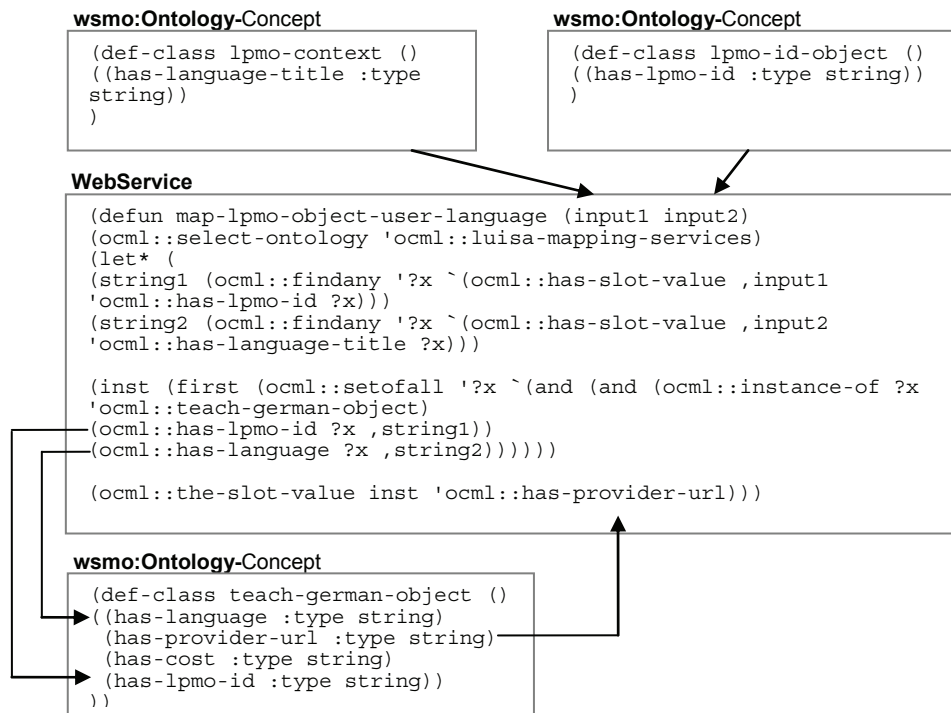 wsmo:Ontology-Concept
(def-class lpmo-context ()
((has-language-title :type
string))
)
wsmo:Ontology-Concept
(def-class lpmo-id-object ()
((has-lpmo-id :type string))
)
WebService
(defun map-lpmo-object-user-language (input1 input2)
(ocml::select-ontology 'ocml::luisa-mapping-services)
(let* (
(string1 (ocml::findany '?x `(ocml::has-slot-value ,input1
'ocml::has-lpmo-id ?x)))
(string2 (ocml::findany '?x `(ocml::has-slot-value ,input2
'ocml::has-language-title ?x)))
(inst (first (ocml::setofall '?x `(and (and (ocml::instance-of ?x
'ocml::teach-german-object)
(ocml::has-lpmo-id ?x ,string1))
(ocml::has-language ?x ,string2))))))
(ocml::the-slot-value inst 'ocml::has-provider-url)))
wsmo:Ontology-Concept
(def-class teach-german-object ()
((has-language :type string)
(has-provider-url :type string)
(has-cost :type string)
(has-lpmo-id :type string))
))